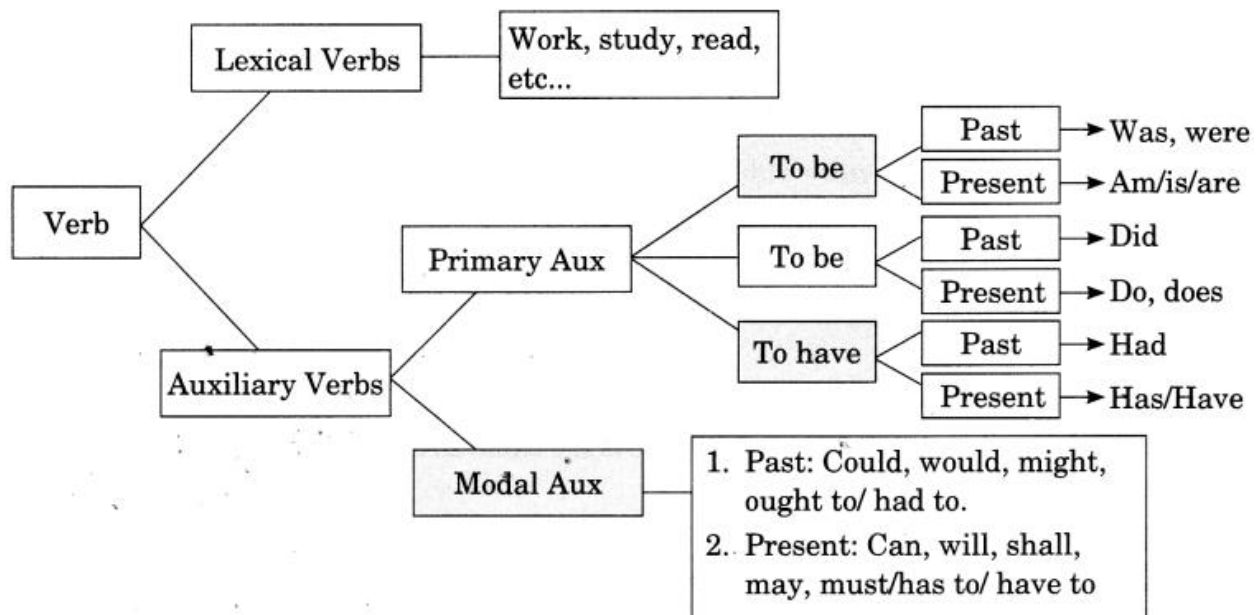 Lexical Verbs
Work, study, read,
etc...
Verb
Auxiliary Verbs
Primary Aux
To be
Past
Was, were
Present
Am/is/are
To be
Past
Did
Present
Do, does
To have
Past
Had
Present
Has/Have
Modal Aux
1. Past: Could, would, might,
ought to/ had to.
2. Present: Can, will, shall,
may, must/has to/ have to